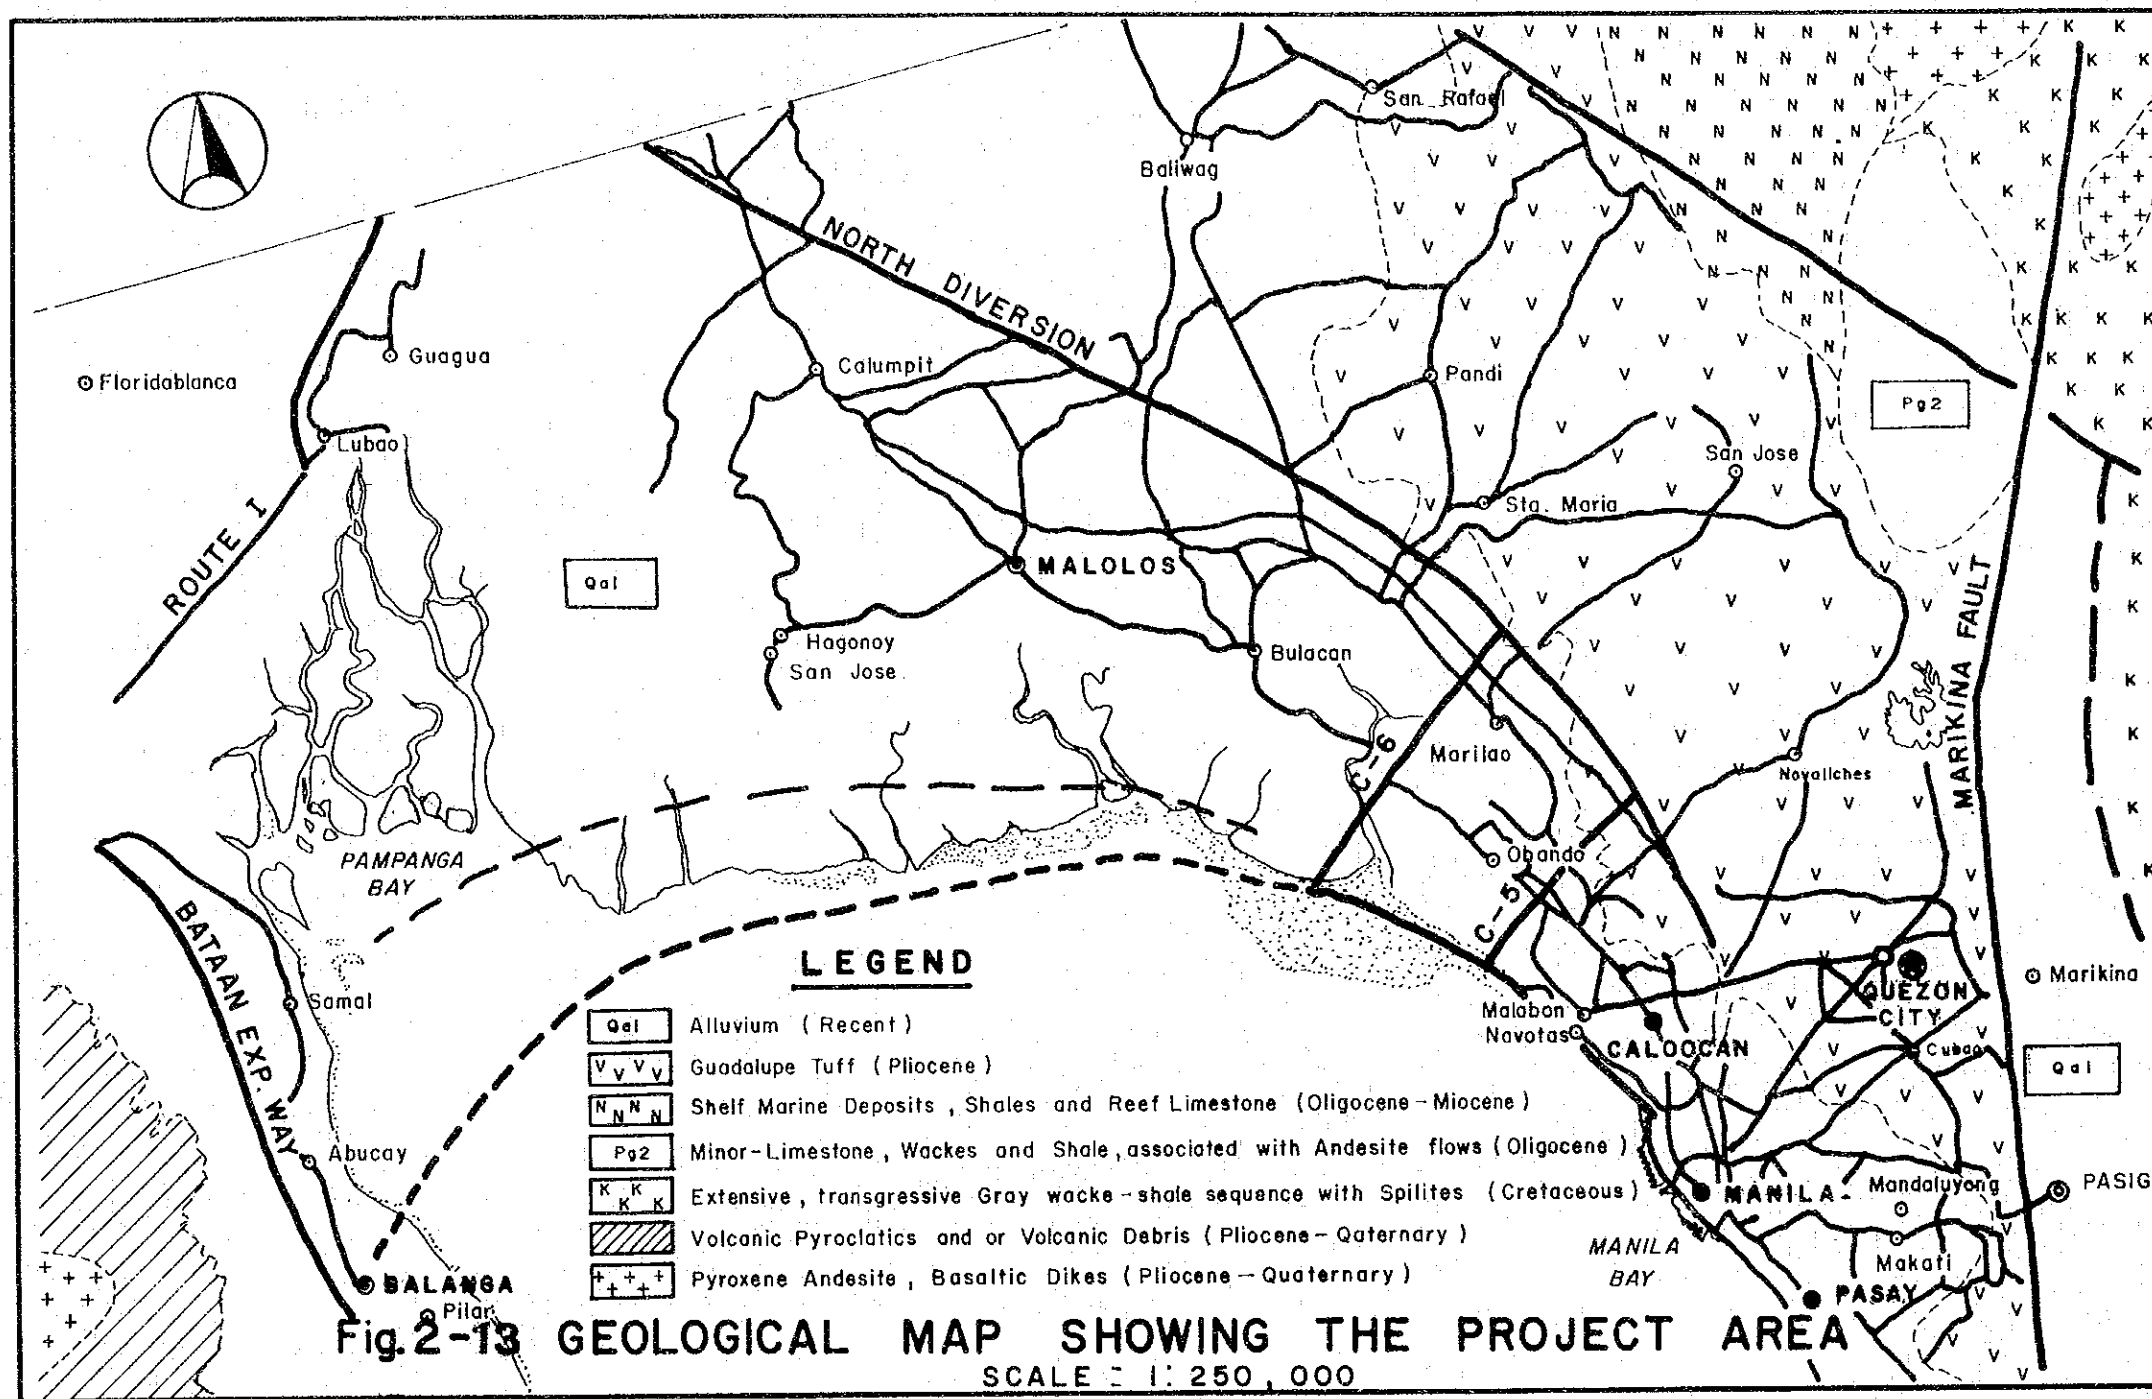 San Rafael
Baliwag
NORTH DIVERSION
Guagua
Floridablanca
Calumpit
Pandi
Pg2
Lubao
San Jose
Sta. Maria
ROUTE I
Qal
MALOLOS
MARIKINA FAULT
Hagonoy
San Jose
Bulacan
C-6
Marilao
Novaliches
Obando
PAMPANGA
BAY
C-5
BATAAN EXP. WAY
Samal
Marikina
QUEZON
CITY
Malabon
Navotas
CALOOCAN
Cubao
Qal
Abucay
MANILA
Mandaluyong
PASIG
MANILA
BAY
Makati
PASAY
BALANGA
Pilar
LEGEND
Qal Alluvium ( Recent )
V V V V Guadalupe Tuff ( Pliocene )
N N N N Shelf Marine Deposits , Shales and Reef Limestone (Oligocene-Miocene )
Pg2 Minor-Limestone , Wackes and Shale, associated with Andesite flows ( Oligocene )
K K K K Extensive , transgressive Gray wacke-shale sequence with Spilites (Cretaceous )
Volcanic Pyroclatics and or Volcanic Debris ( Pliocene-Qaternary )
Pyroxene Andesite , Basaltic Dikes ( Pliocene-Quaternary )
Fig. 2-13 GEOLOGICAL MAP SHOWING THE PROJECT AREA
SCALE = 1: 250 , 000